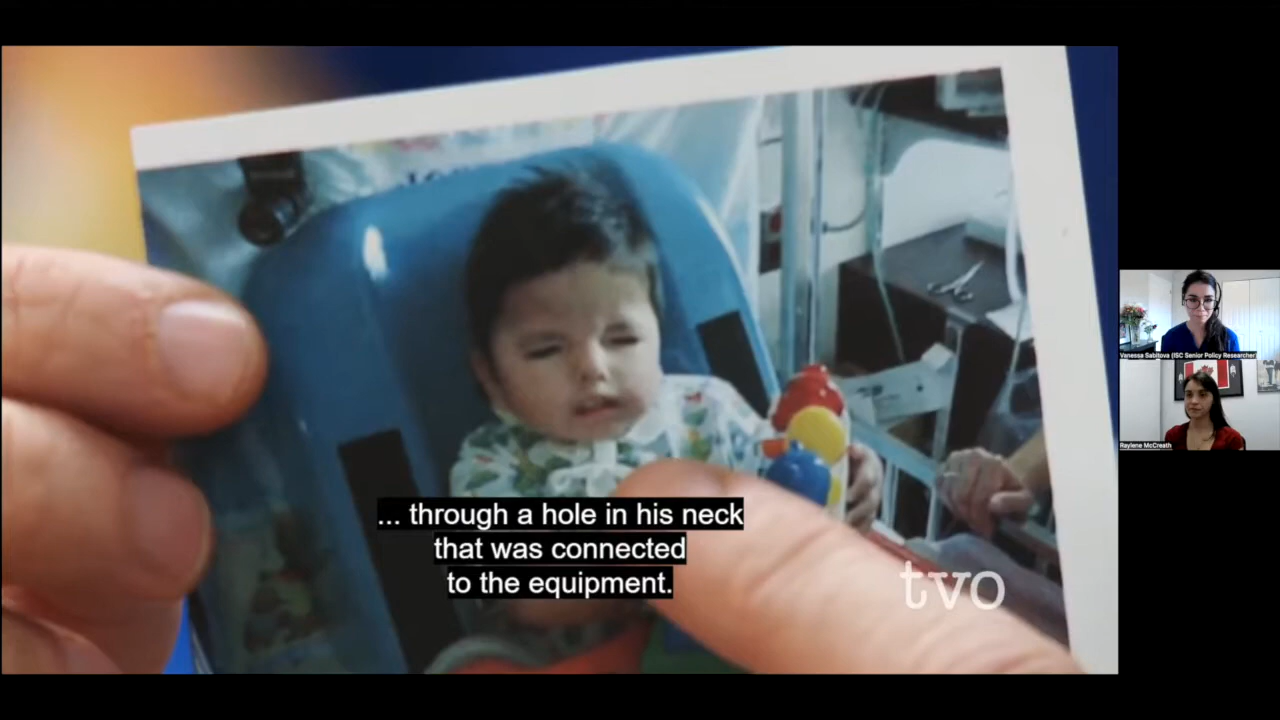 ... through a hole in his neck
that was connected
to the equipment.
tvo
Vanessa Sabitova (ISC Senior Policy Researcher)
Raylene McCreath